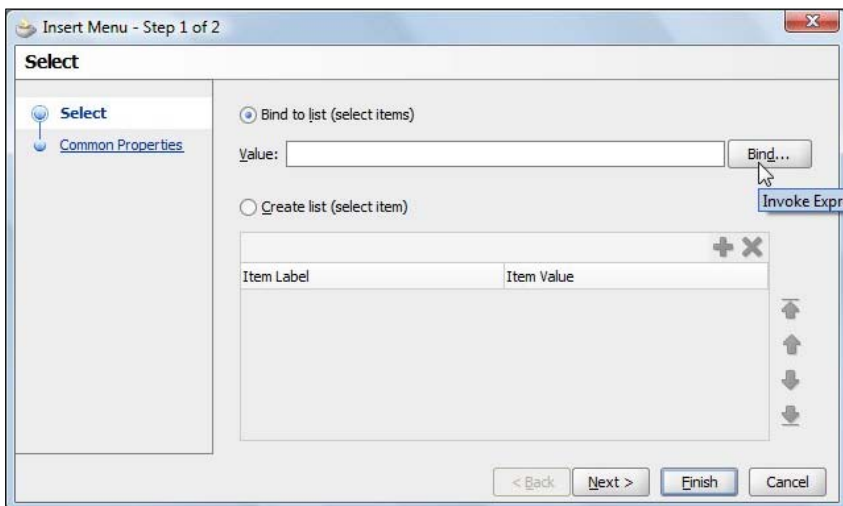 Insert Menu - Step 1 of 2
Select
Select
Common Properties
Bind to list (select items)
Value:
Bind...
Invoke Expr
Create list (select item)
Item Label Item Value
< Back Next > Finish Cancel